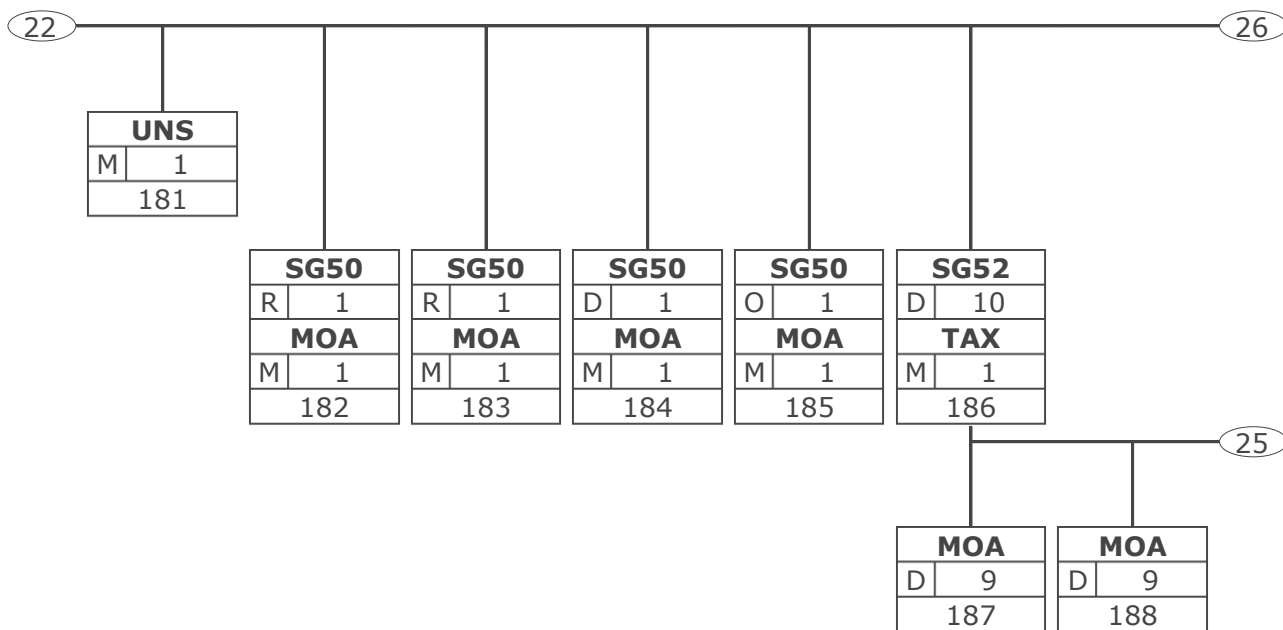 22 26
UNS
M 1
181
SG50 SG50 SG50 SG50 SG52
R 1 R 1 D 1 O 1 D 10
MOA MOA MOA MOA TAX
M 1 M 1 M 1 M 1 M 1
182 183 184 185 186
25
MOA MOA
D 9 D 9
187 188